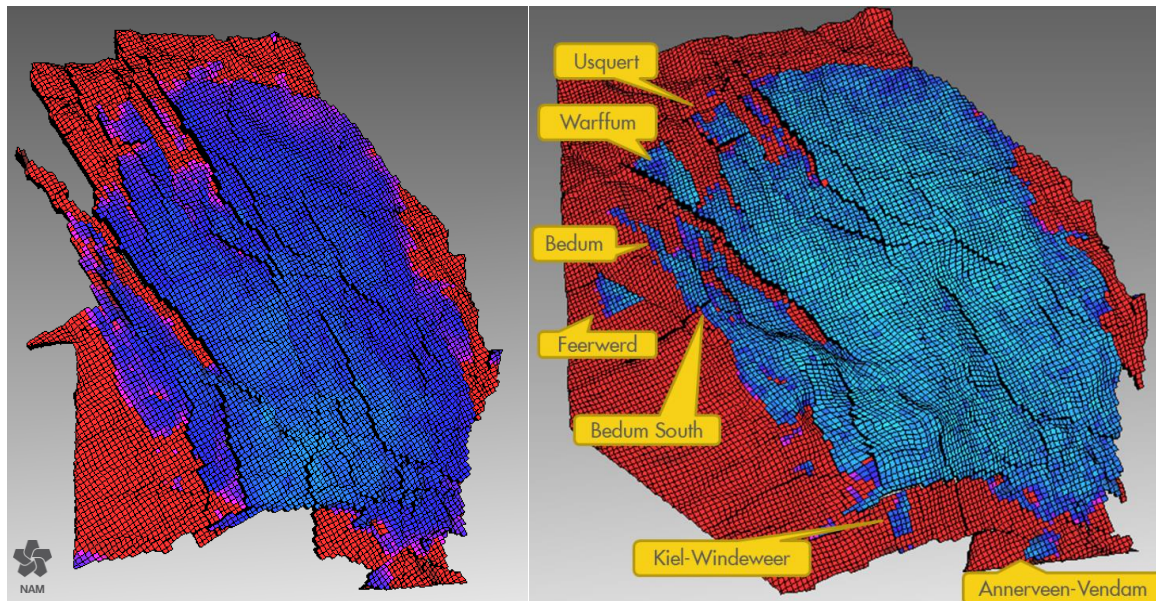 Usquert
Warffum
Bedum
Feerwerd
Bedum South
Kiel-Windeweer
Annerveen-Vendam
NAM